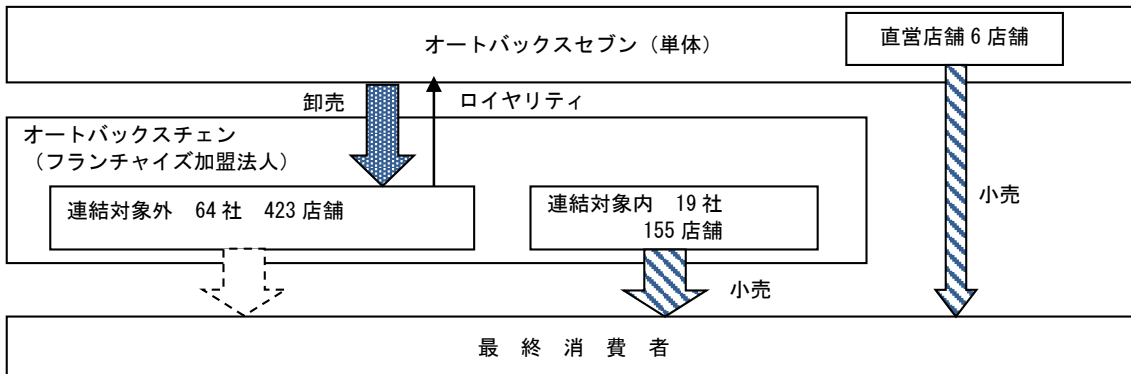 オートバックスセブン（単体）
直営店舗 6 店舗
卸売
ロイヤリティ
オートバックスチェン
（フランチャイズ加盟法人）
連結対象外　64 社　423 店舗
連結対象内　19 社
155 店舗
小売
小売
最　終　消　費　者